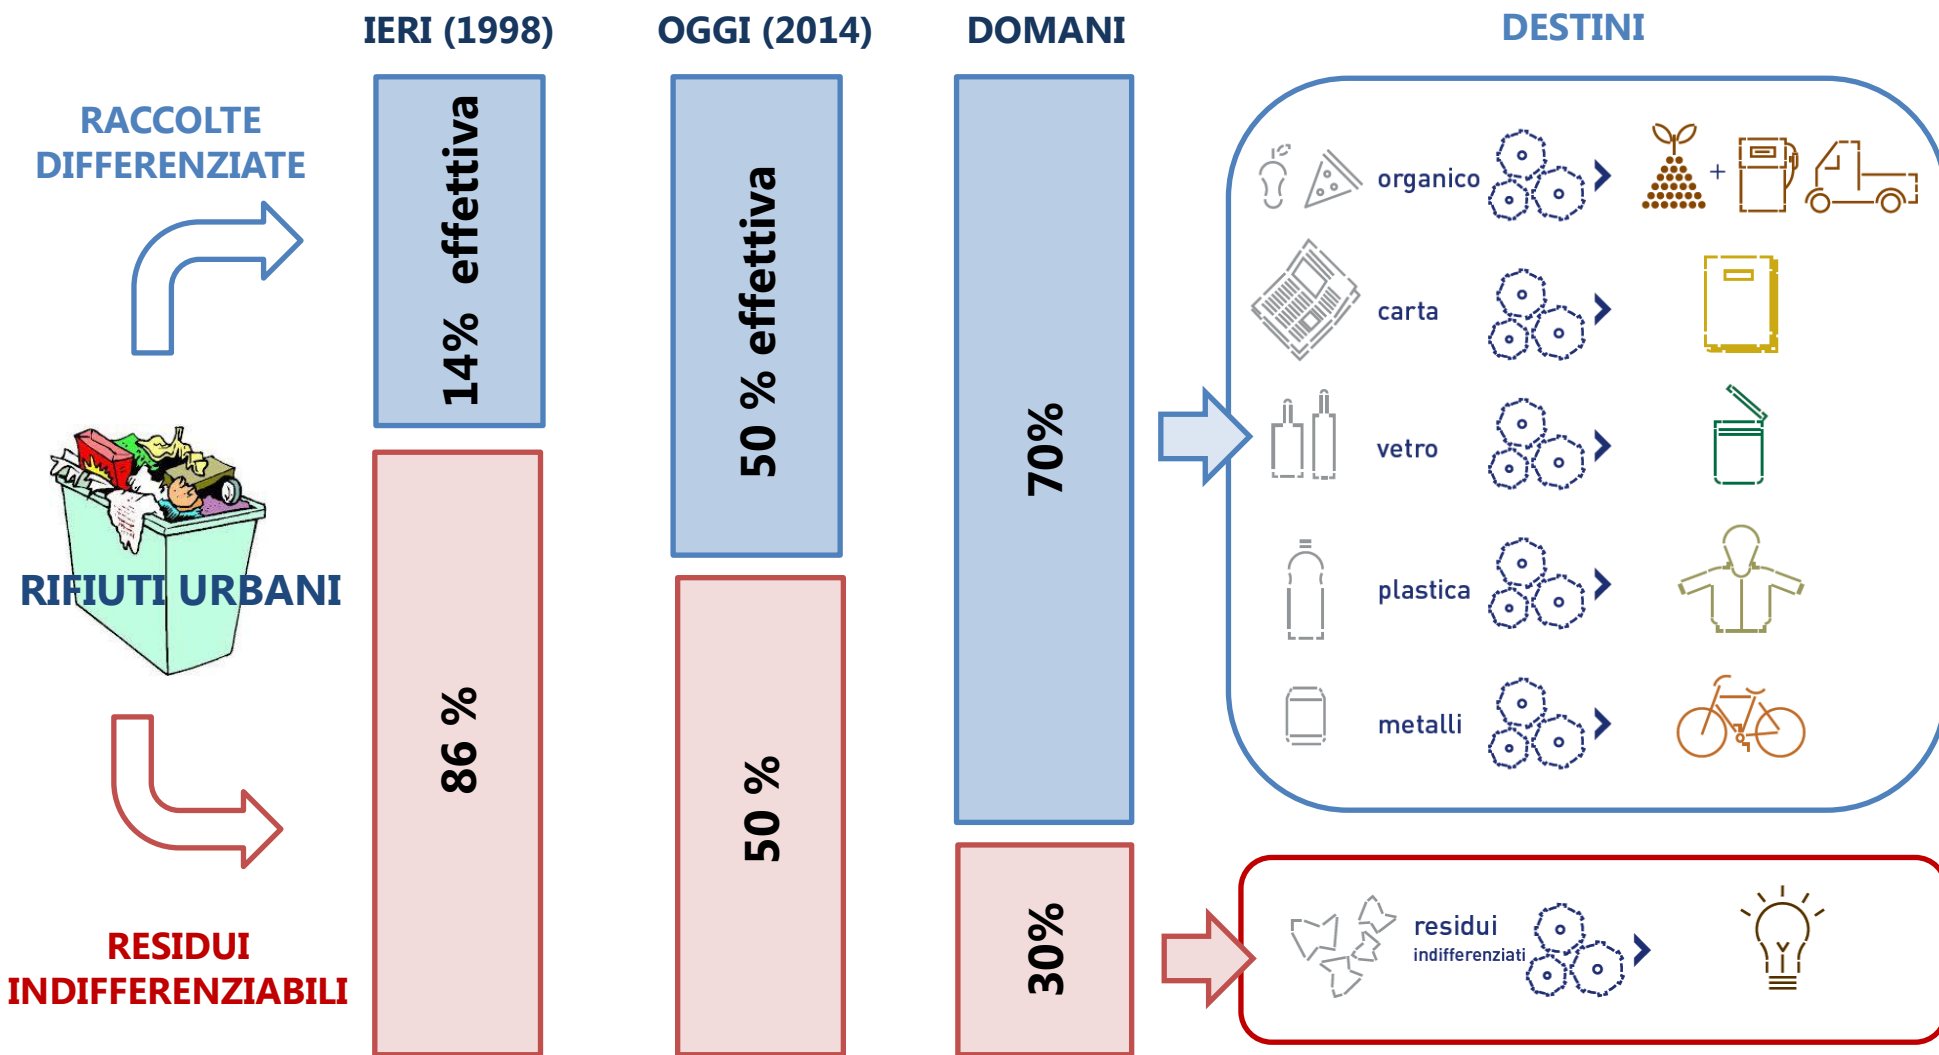 IERI (1998)
OGGI (2014)
DOMANI
DESTINI
RACCOLTE
DIFFERENZIATE
RIFIUTI URBANI
RESIDUI
INDIFFERENZIABILI
14% effettiva
86 %
50 % effettiva
50 %
70%
30%
organico
+
carta
vetro
plastica
metalli
residui
indifferenziati